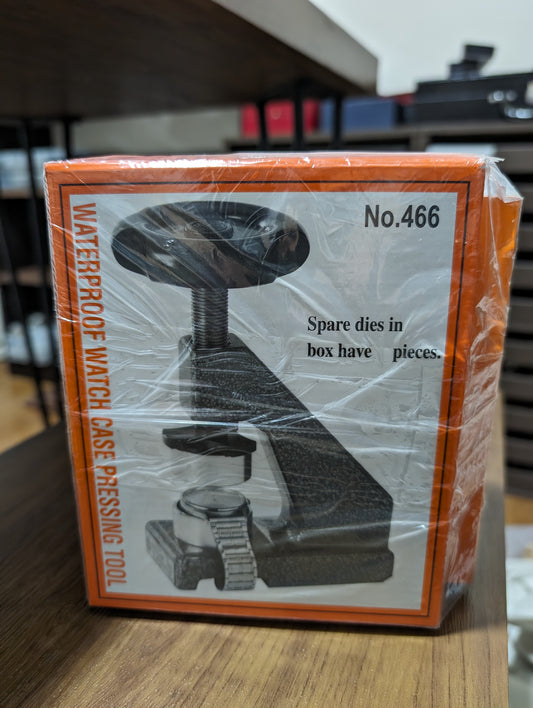 WATERPROOF WATCH CASE PRESSING TOOL
No.466
Spare dies in
box have pieces.